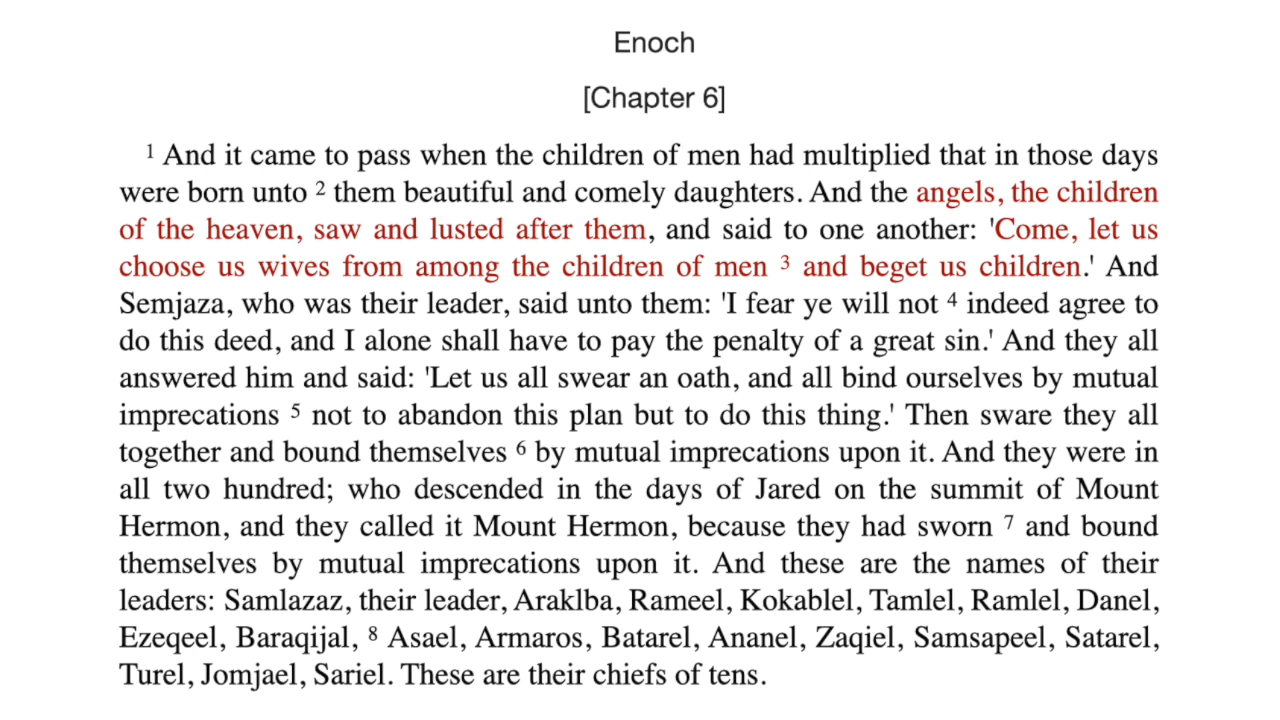 Enoch
[Chapter 6]
1 And it came to pass when the children of men had multiplied that in those days
were born unto 2 them beautiful and comely daughters. And the angels, the children
of the heaven, saw and lusted after them, and said to one another: 'Come, let us
choose us wives from among the children of men 3 and beget us children.' And
Semjaza, who was their leader, said unto them: 'I fear ye will not 4 indeed agree to
do this deed, and I alone shall have to pay the penalty of a great sin.' And they all
answered him and said: 'Let us all swear an oath, and all bind ourselves by mutual
imprecations 5 not to abandon this plan but to do this thing.' Then sware they all
together and bound themselves 6 by mutual imprecations upon it. And they were in
all two hundred; who descended in the days of Jared on the summit of Mount
Hermon, and they called it Mount Hermon, because they had sworn 7 and bound
themselves by mutual imprecations upon it. And these are the names of their
leaders: Samlazaz, their leader, Araklba, Rameel, Kokablel, Tamlel, Ramlel, Danel,
Ezeqeel, Baraqijal, 8 Asael, Armaros, Batarel, Ananel, Zaqiel, Samsapeel, Satarel,
Turel, Jomjael, Sariel. These are their chiefs of tens.